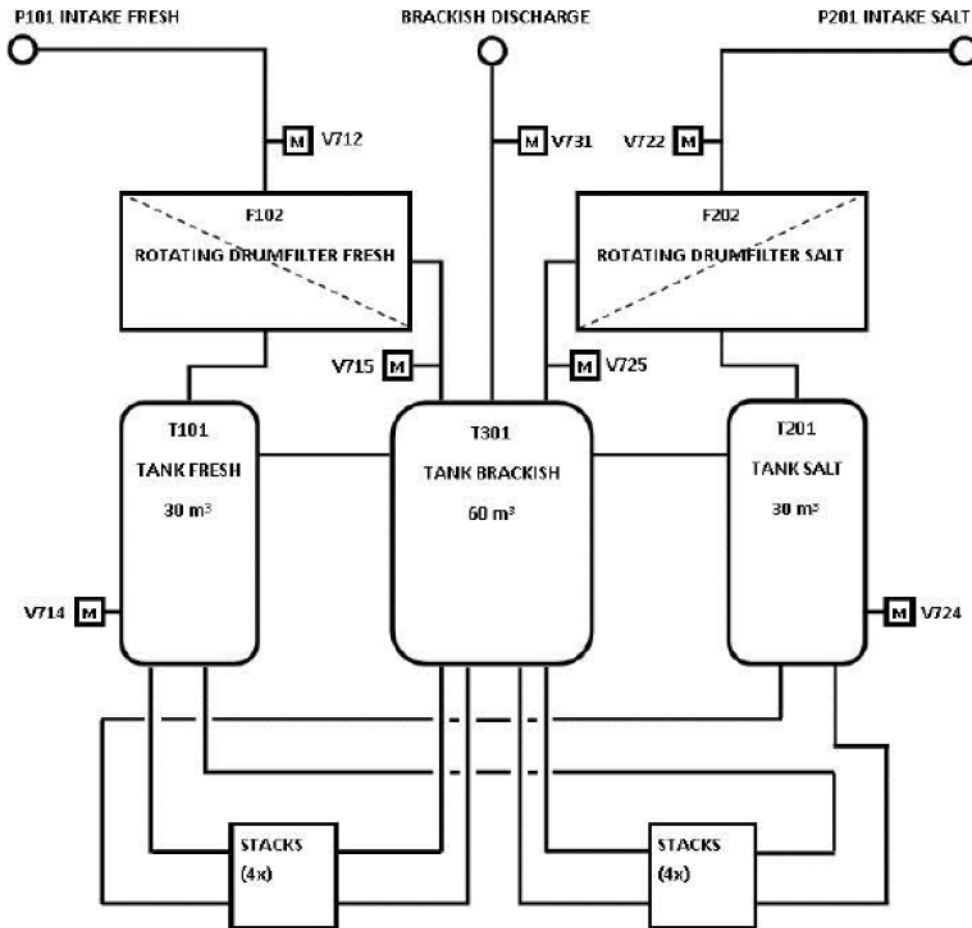 P101 INTAKE FRESH
BRACKISH DISCHARGE
P201 INTAKE SALT
M V712
M V731
V722 M
F102
ROTATING DRUMFILTER FRESH
F202
ROTATING DRUMFILTER SALT
V715 M
M V725
T101
TANK FRESH
30 m³
T301
TANK BRACKISH
60 m³
T201
TANK SALT
30 m³
V714 M
M V724
STACKS
(4x)
STACKS
(4x)